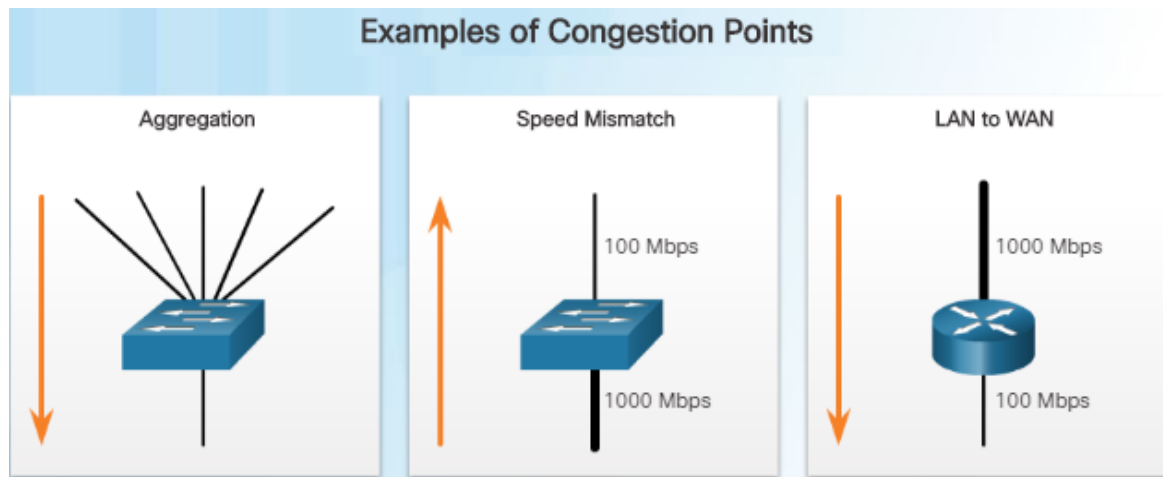 Examples of Congestion Points
Aggregation
Speed Mismatch
100 Mbps
1000 Mbps
LAN to WAN
1000 Mbps
100 Mbps